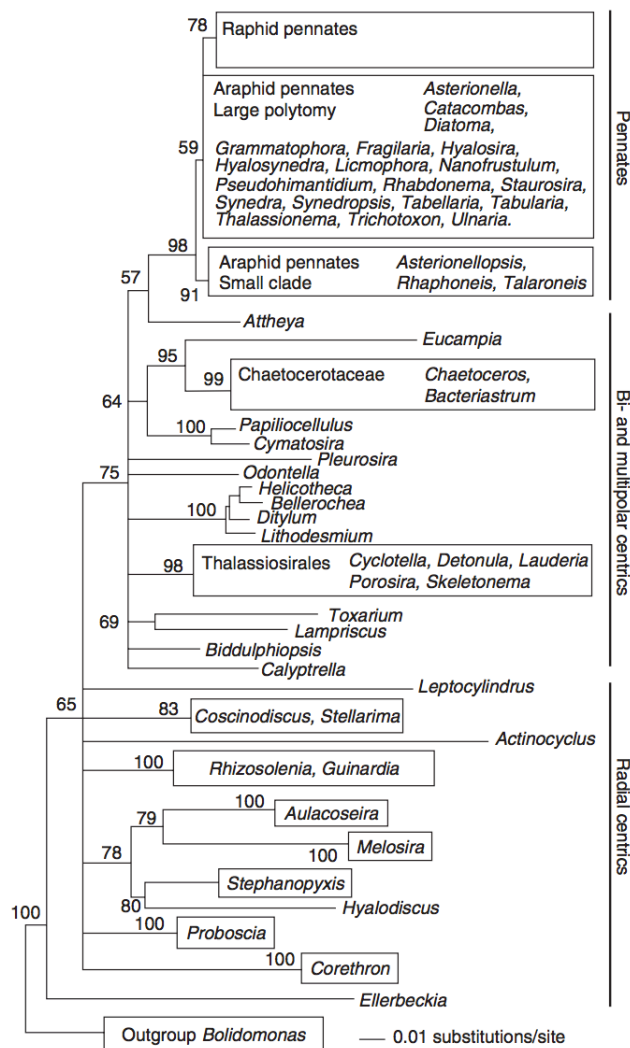 78
Raphid pennates
Araphid pennates Asterionella,
Large polytomy Catacombas,
Diatoma,
59
Grammatophora, Fragilaria, Hyalosira,
Hyalosynedra, Licmophora, Nanofrustulum,
Pseudohimantidium, Rhabdonema, Staurosira,
Synedra, Synedropsis, Tabellaria, Tabularia,
Thalassionema, Trichotoxon, Ulnaria.
Pennates
98
Araphid pennates Asterionellopsis,
Small clade Rhaphoneis, Talaroneis
91
57
Attheya
Eucampia
95
99
Chaetocerotaceae Chaetoceros,
Bacteriastrum
64
100
Papiliocellulus
Cymatosira
Pleurosira
75
Odontella
Helicotheca
Bellerochea
100
Ditylum
Lithodesmium
98
Thalassiosirales Cyclotella, Detonula, Lauderia
Porosira, Skeletonema
Toxarium
69
Lampriscus
Biddulphiopsis
Calyptrella
Bi- and multipolar centrics
Leptocylindrus
65
83
Coscinodiscus, Stellarima
Actinocyclus
100
Rhizosolenia, Guinardia
100
Aulacoseira
79
Melosira
100
78
Stephanopyxis
80
Hyalodiscus
100
Proboscia
100
Corethron
Ellerbeckia
Radial centrics
100
Outgroup Bolidomonas
0.01 substitutions/site